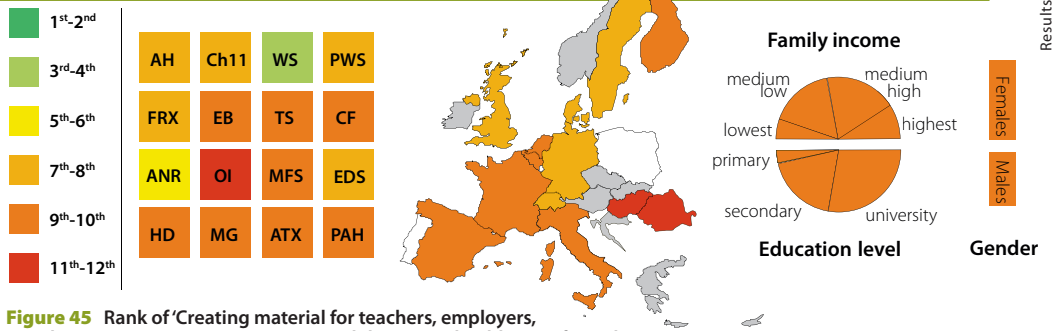 1st-2nd
3rd-4th
5th-6th
7th-8th
9th-10th
11th-12th
AH Ch11 WS PWS
FRX EB TS CF
ANR OI MFS EDS
HD MG ATX PAH
Family income
medium low
medium high
lowest
highest
primary
secondary
university
Education level
Females
Males
Gender
Results
Figure 45 Rank of ‘Creating material for teachers, employers,